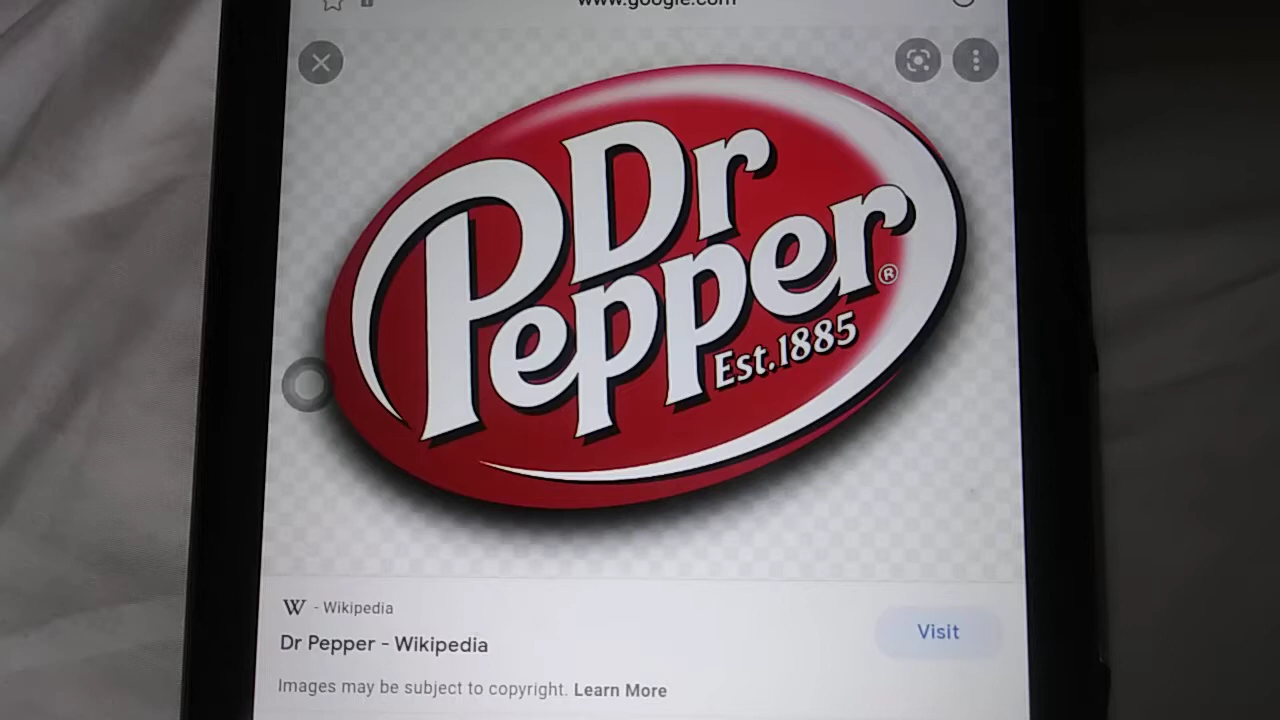 www.google.com
Dr
Pepper
®
Est.1885
W - Wikipedia
Dr Pepper - Wikipedia
Visit
Images may be subject to copyright. Learn More